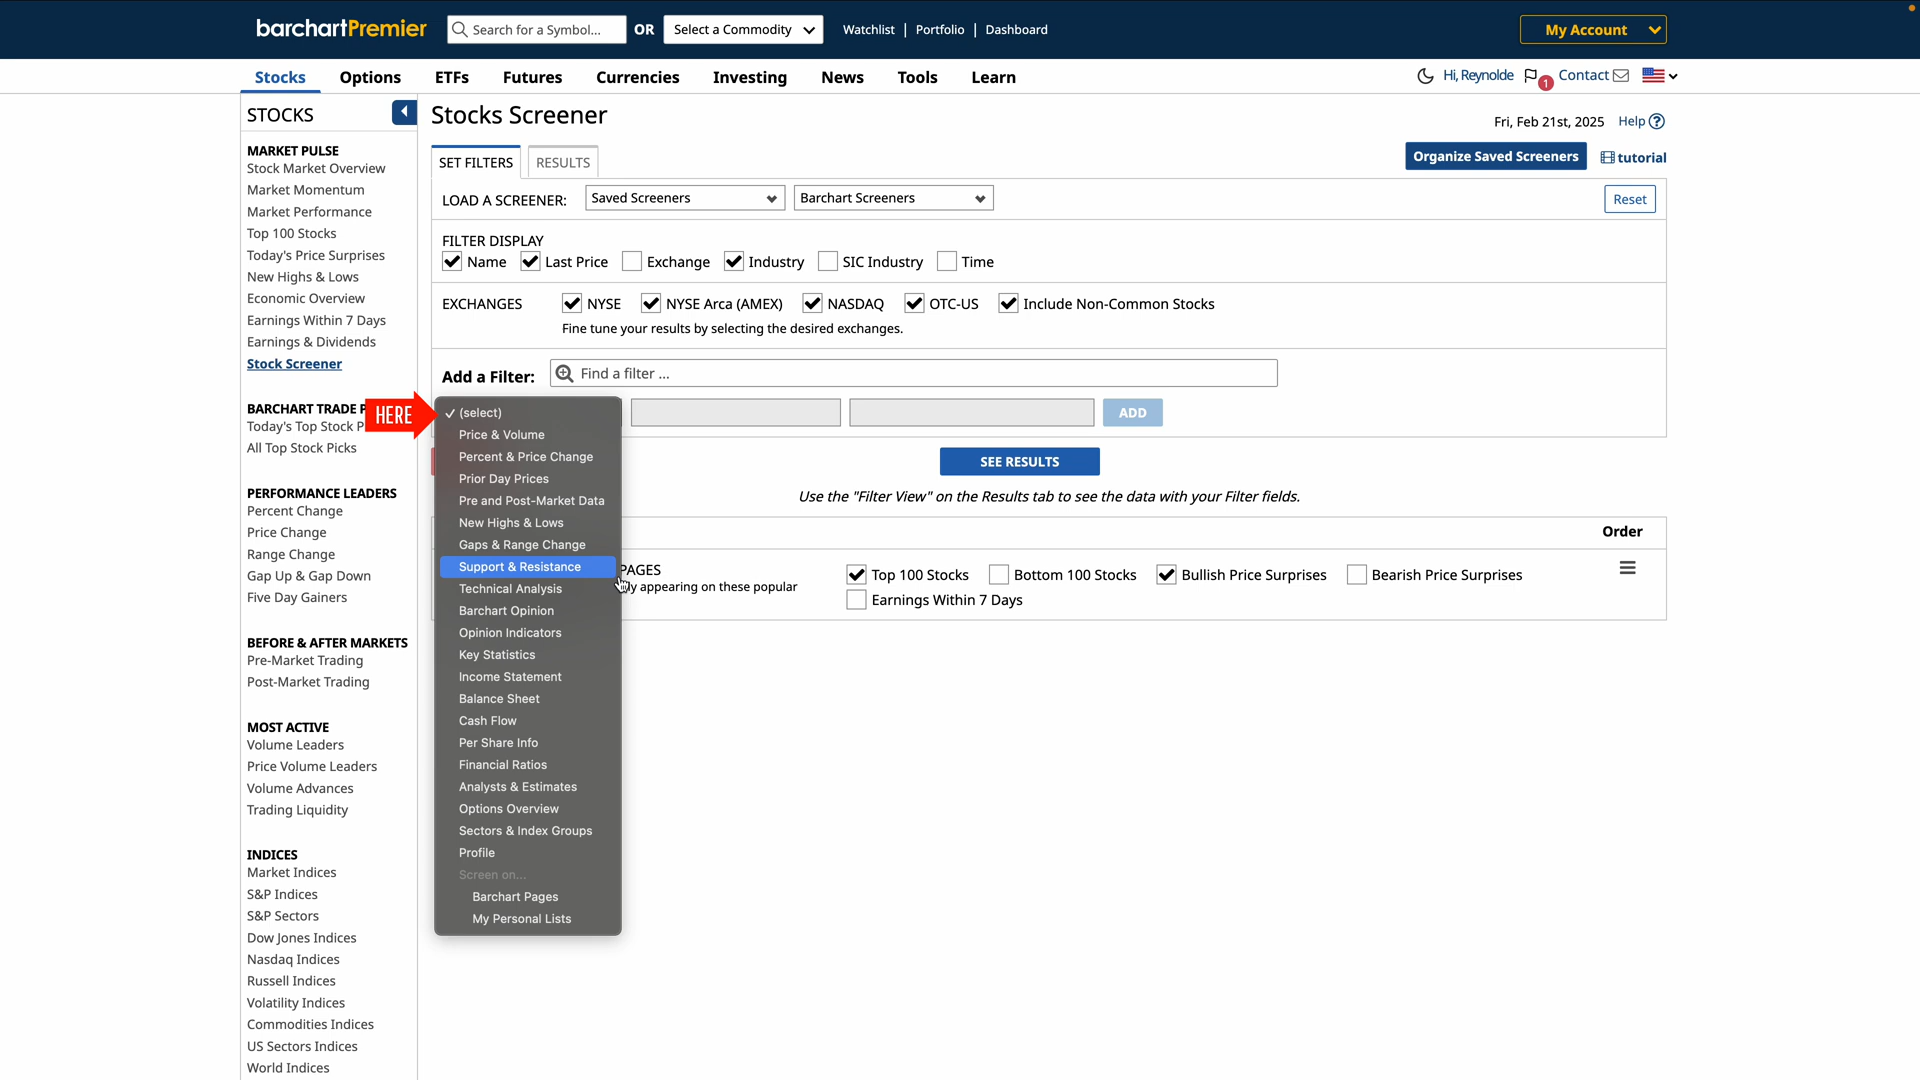 barchartPremier
Search for a Symbol...
OR
Select a Commodity
Watchlist | Portfolio | Dashboard
My Account
Stocks Options ETFs Futures Currencies Investing News Tools Learn
Hi, Reynolde
1
Contact
STOCKS
MARKET PULSE
Stock Market Overview
Market Momentum
Market Performance
Top 100 Stocks
Today's Price Surprises
New Highs & Lows
Economic Overview
Earnings Within 7 Days
Earnings & Dividends
Stock Screener
BARCHART TRADE P
Today's Top Stock P
All Top Stock Picks
PERFORMANCE LEADERS
Percent Change
Price Change
Range Change
Gap Up & Gap Down
Five Day Gainers
BEFORE & AFTER MARKETS
Pre-Market Trading
Post-Market Trading
MOST ACTIVE
Volume Leaders
Price Volume Leaders
Volume Advances
Trading Liquidity
INDICES
Market Indices
S&P Indices
S&P Sectors
Dow Jones Indices
Nasdaq Indices
Russell Indices
Volatility Indices
Commodities Indices
US Sectors Indices
World Indices
Stocks Screener
Fri, Feb 21st, 2025 Help ?
SET FILTERS RESULTS
Organize Saved Screeners tutorial
LOAD A SCREENER: Saved Screeners Barchart Screeners Reset
FILTER DISPLAY
Name Last Price Exchange Industry SIC Industry Time
EXCHANGES NYSE NYSE Arca (AMEX) NASDAQ OTC-US Include Non-Common Stocks
Fine tune your results by selecting the desired exchanges.
Add a Filter: Find a filter ...
HERE
(select)
Price & Volume
Percent & Price Change
Prior Day Prices
Pre and Post-Market Data
New Highs & Lows
Gaps & Range Change
Support & Resistance
Technical Analysis
Barchart Opinion
Opinion Indicators
Key Statistics
Income Statement
Balance Sheet
Cash Flow
Per Share Info
Financial Ratios
Analysts & Estimates
Options Overview
Sectors & Index Groups
Profile
Screen on...
Barchart Pages
My Personal Lists
ADD
SEE RESULTS
Use the "Filter View" on the Results tab to see the data with your Filter fields.
Order
PAGES
ly appearing on these popular
Top 100 Stocks Bottom 100 Stocks Bullish Price Surprises Bearish Price Surprises
Earnings Within 7 Days